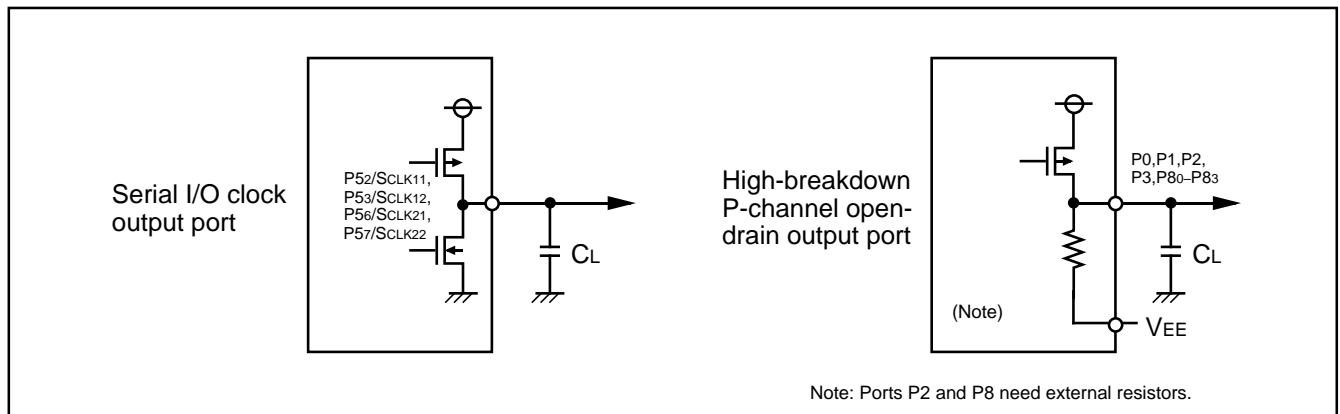 Serial I/O clock
output port
P52/SCLK11,
P53/SCLK12,
P56/SCLK21,
P57/SCLK22
CL
High-breakdown
P-channel open-
drain output port
P0,P1,P2,
P3,P80–P83
CL
(Note)
VEE
Note: Ports P2 and P8 need external resistors.